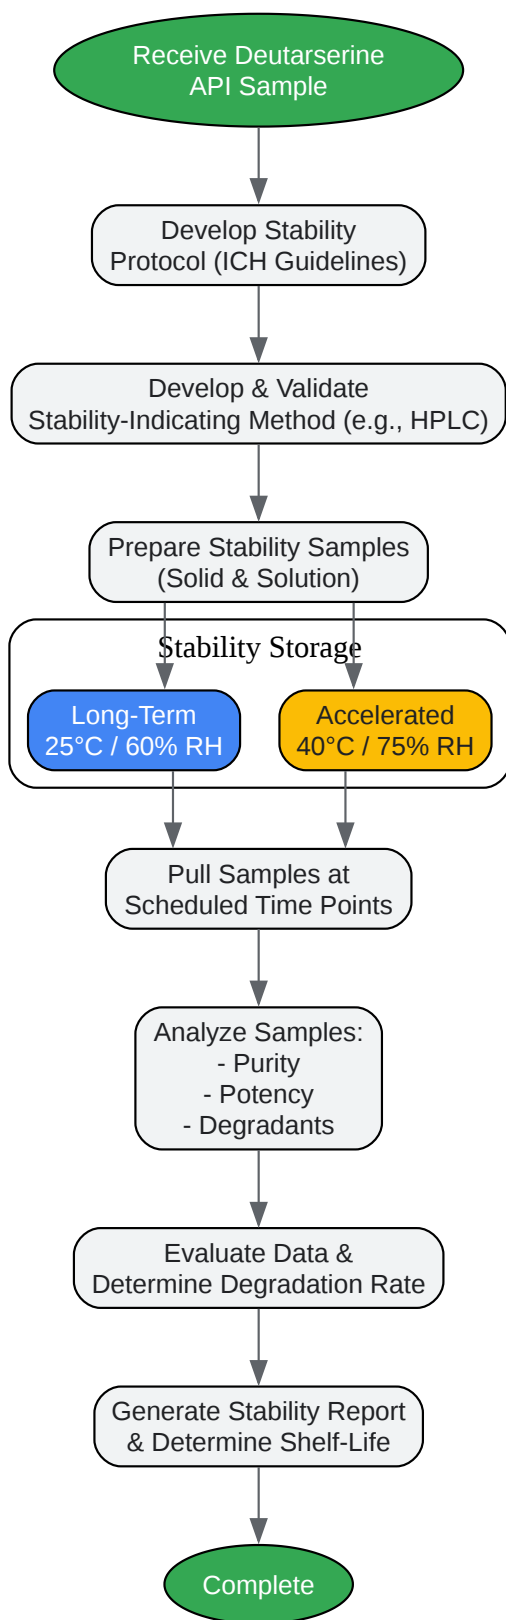 Receive Deutarserine
API Sample
Develop Stability
Protocol (ICH Guidelines)
Develop & Validate
Stability-Indicating Method (e.g., HPLC)
Prepare Stability Samples
(Solid & Solution)
Stability Storage
Long-Term
25°C / 60% RH
Accelerated
40°C / 75% RH
Pull Samples at
Scheduled Time Points
Analyze Samples:
- Purity
- Potency
- Degradants
Evaluate Data &
Determine Degradation Rate
Generate Stability Report
& Determine Shelf-Life
Complete